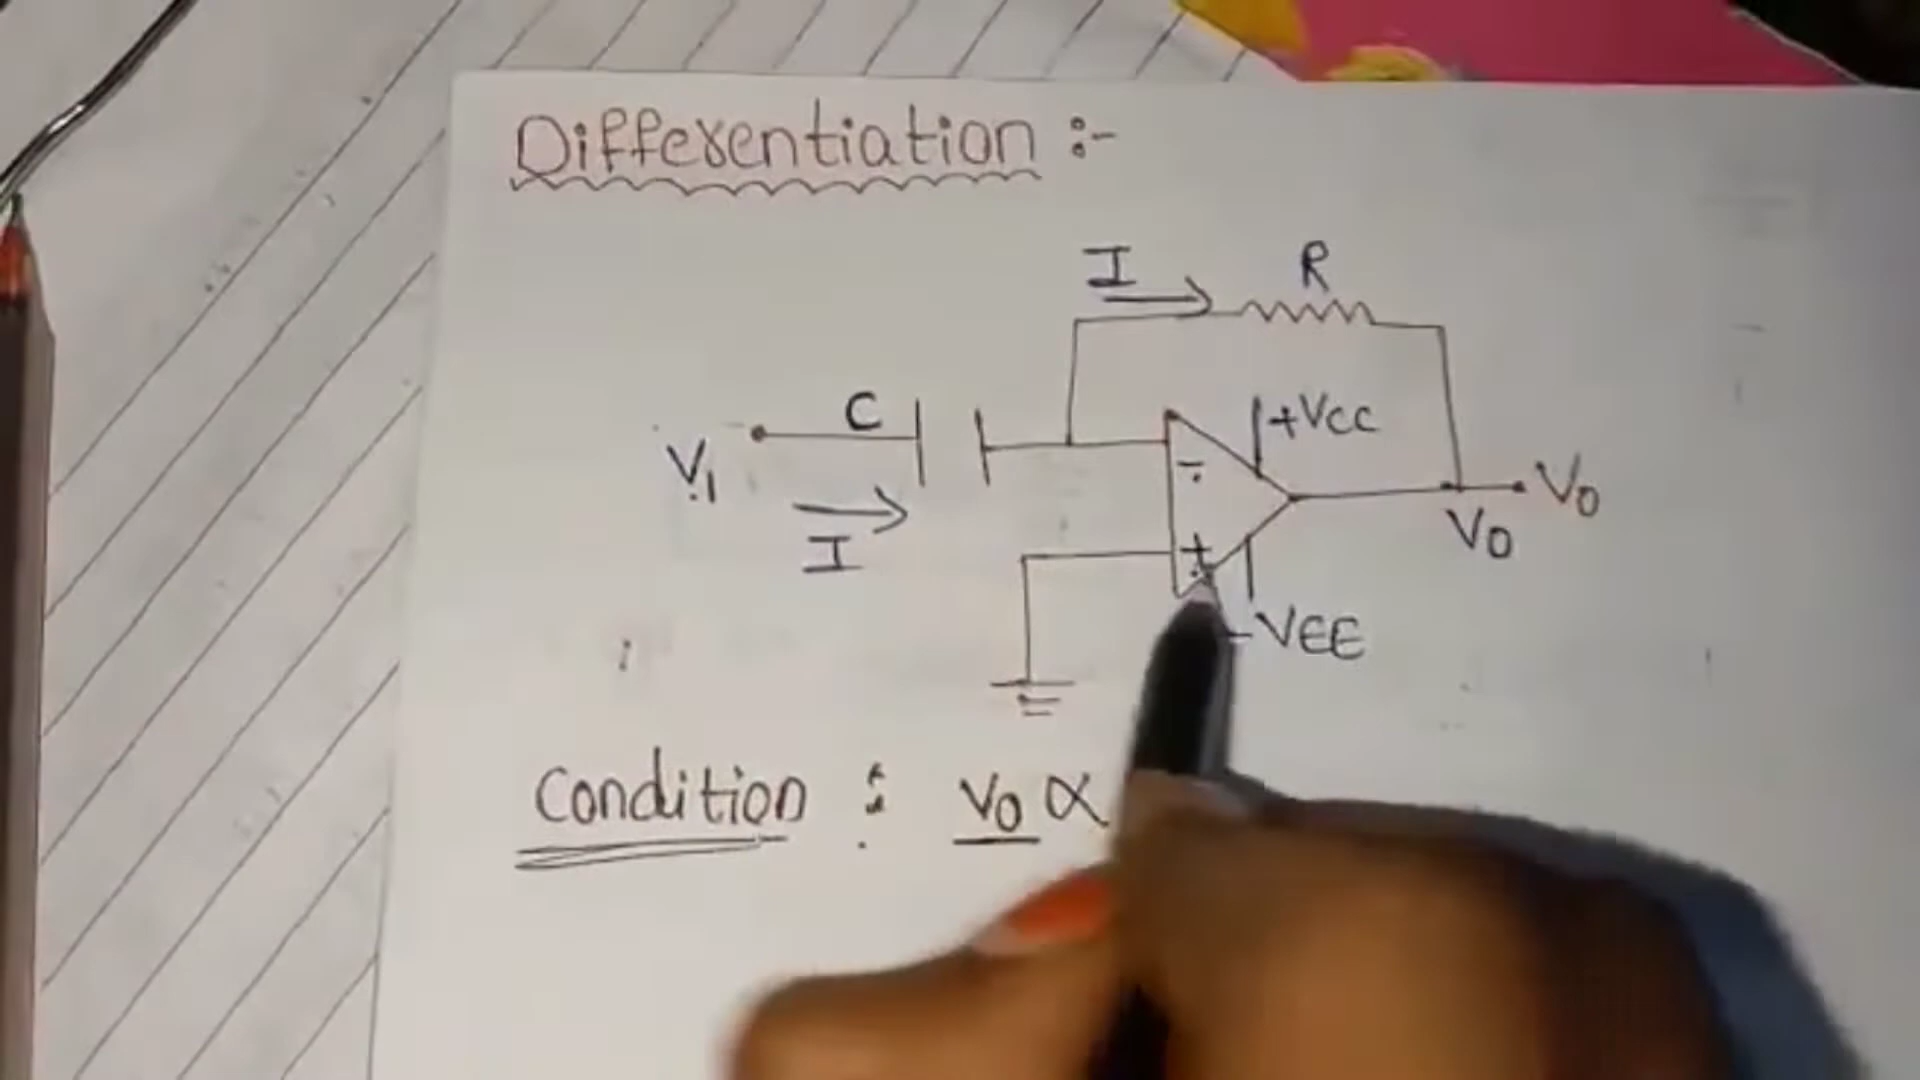 Differentiation :-
I R
C +VCC
V1 - VO
I + VO
-VEE
Condition : VO ∝